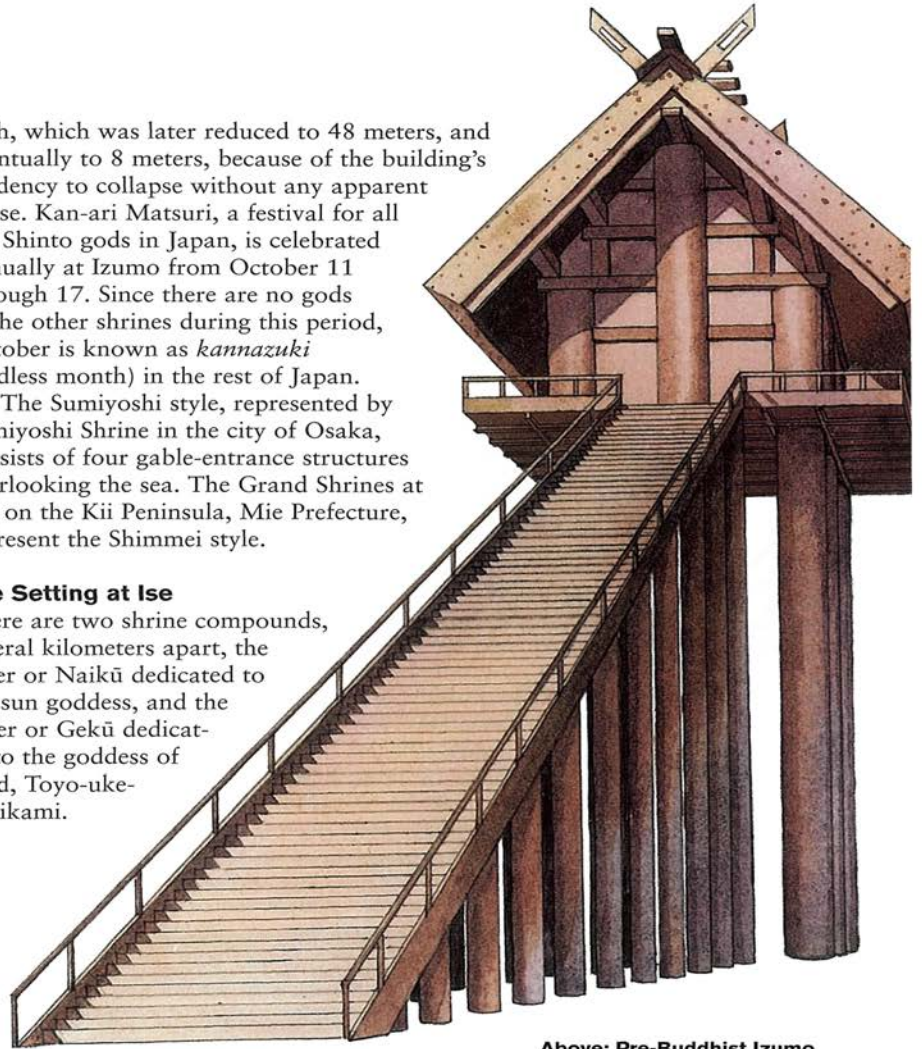 h, which was later reduced to 48 meters, and
ntually to 8 meters, because of the building's
dency to collapse without any apparent
se. Kan-ari Matsuri, a festival for all
Shinto gods in Japan, is celebrated
ually at Izumo from October 11
ough 17. Since there are no gods
he other shrines during this period,
tober is known as kannazuki
dless month) in the rest of Japan.
The Sumiyoshi style, represented by
niyoshi Shrine in the city of Osaka,
sists of four gable-entrance structures
rlooking the sea. The Grand Shrines at
on the Kii Peninsula, Mie Prefecture,
resent the Shimmei style.
e Setting at Ise
ere are two shrine compounds,
eral kilometers apart, the
er or Naikū dedicated to
sun goddess, and the
er or Gekū dedicat-
to the goddess of
d, Toyo-uke-
ikami.
Above: Pre-Buddhist Izumo